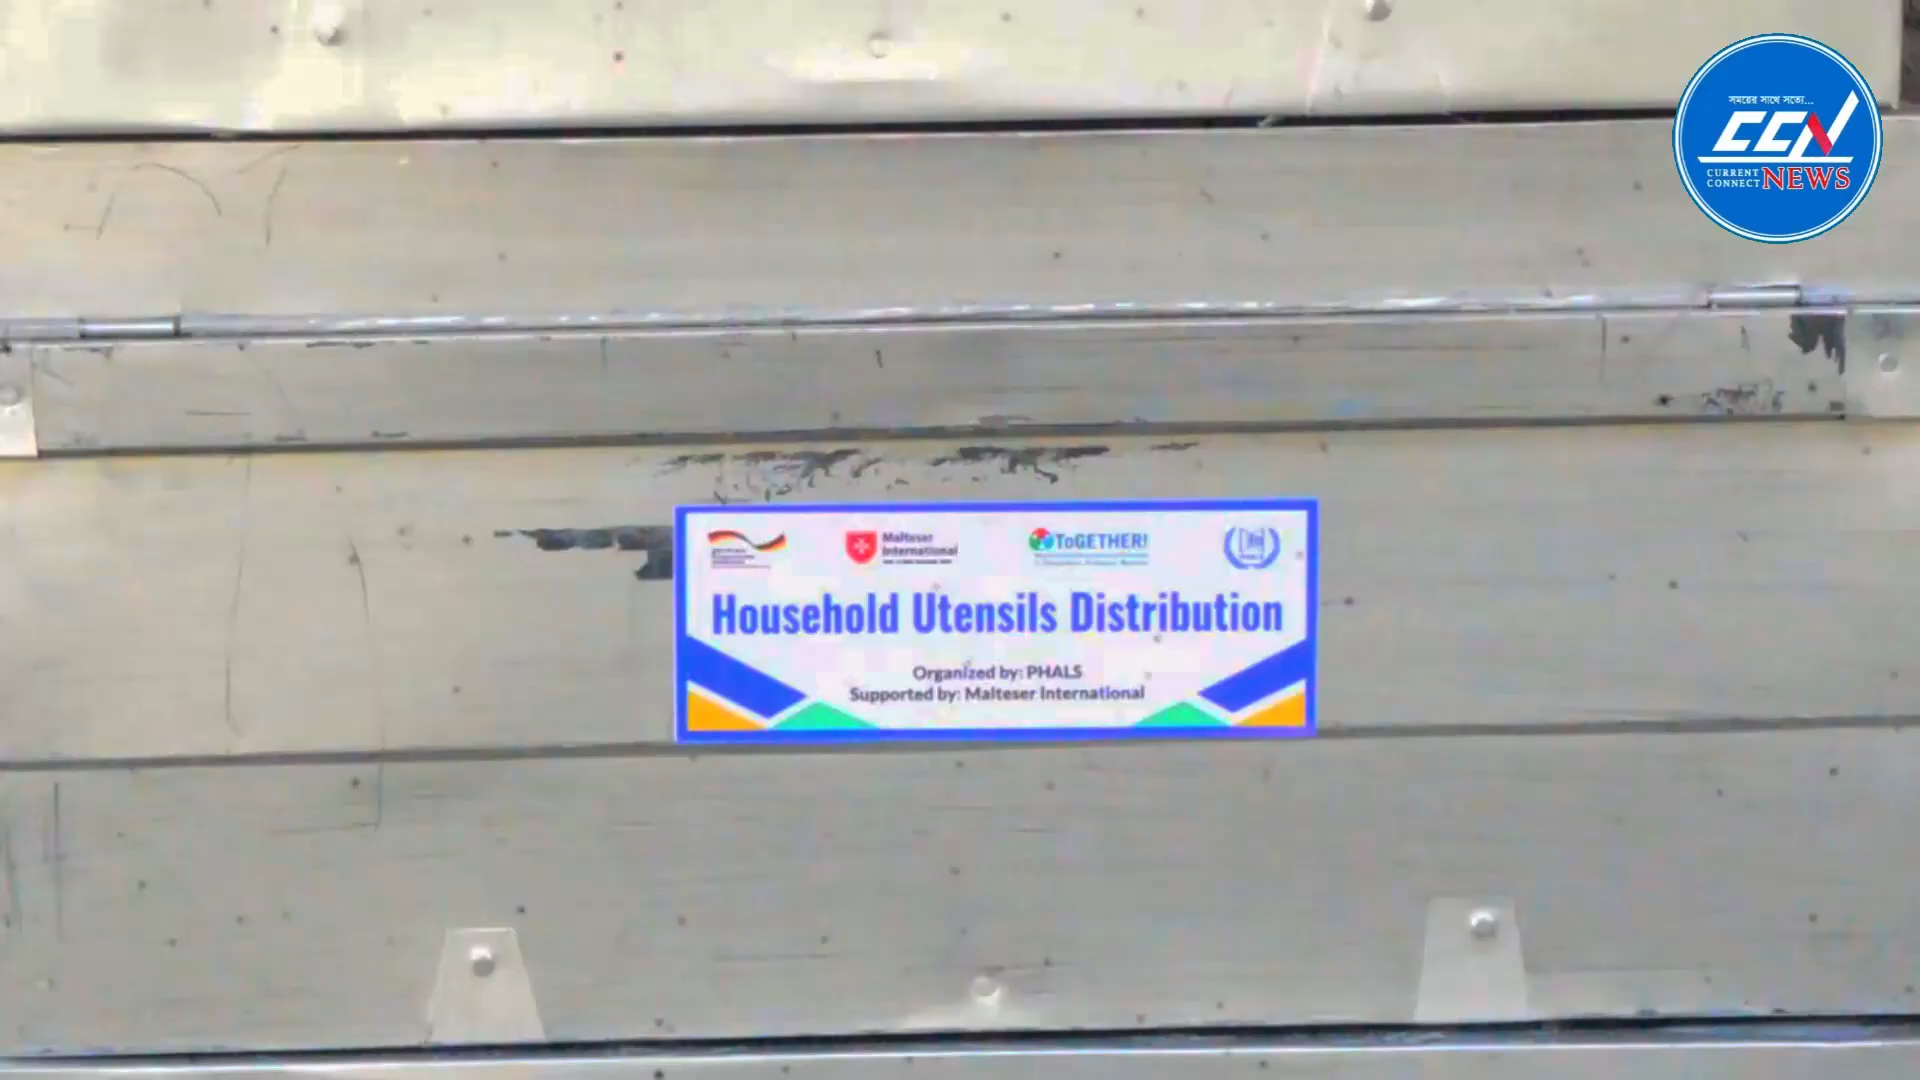 সময়ের সাথে সত্যে...
CCN
CURRENT
CONNECT NEWS
Malteser
International
ToGETHER!
Household Utensils Distribution
Organized by: PHALS
Supported by: Malteser International